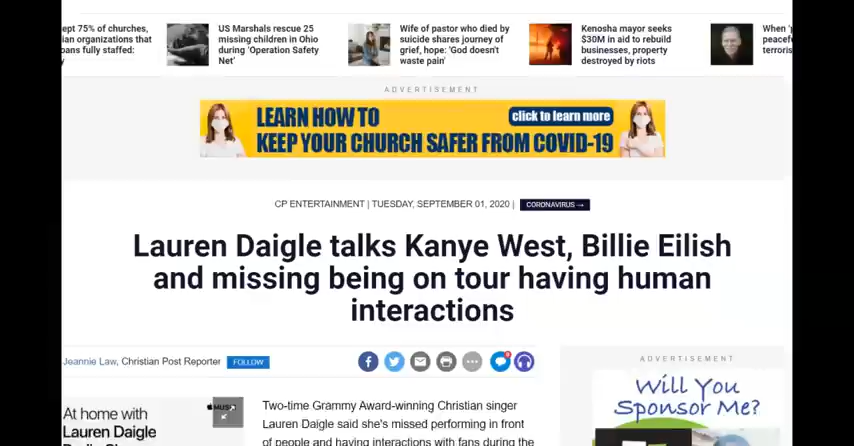 ept 75% of churches,
ian organizations that
oans fully staffed:
y
US Marshals rescue 25
missing children in Ohio
during 'Operation Safety
Net'
Wife of pastor who died by
suicide shares journey of
grief, hope: 'God doesn't
waste pain'
Kenosha mayor seeks
$30M in aid to rebuild
businesses, property
destroyed by riots
When 'p
peacef
terroris
ADVERTISEMENT
LEARN HOW TO
click to learn more
KEEP YOUR CHURCH SAFER FROM COVID-19
CP ENTERTAINMENT | TUESDAY, SEPTEMBER 01, 2020 | CORONAVIRUS →
Lauren Daigle talks Kanye West, Billie Eilish
and missing being on tour having human
interactions
Jeannie Law, Christian Post Reporter FOLLOW
ADVERTISEMENT
Will You
Sponsor Me?
At home with
Lauren Daigle
MUSIC
Two-time Grammy Award-winning Christian singer
Lauren Daigle said she's missed performing in front
of people and having interactions with fans during the